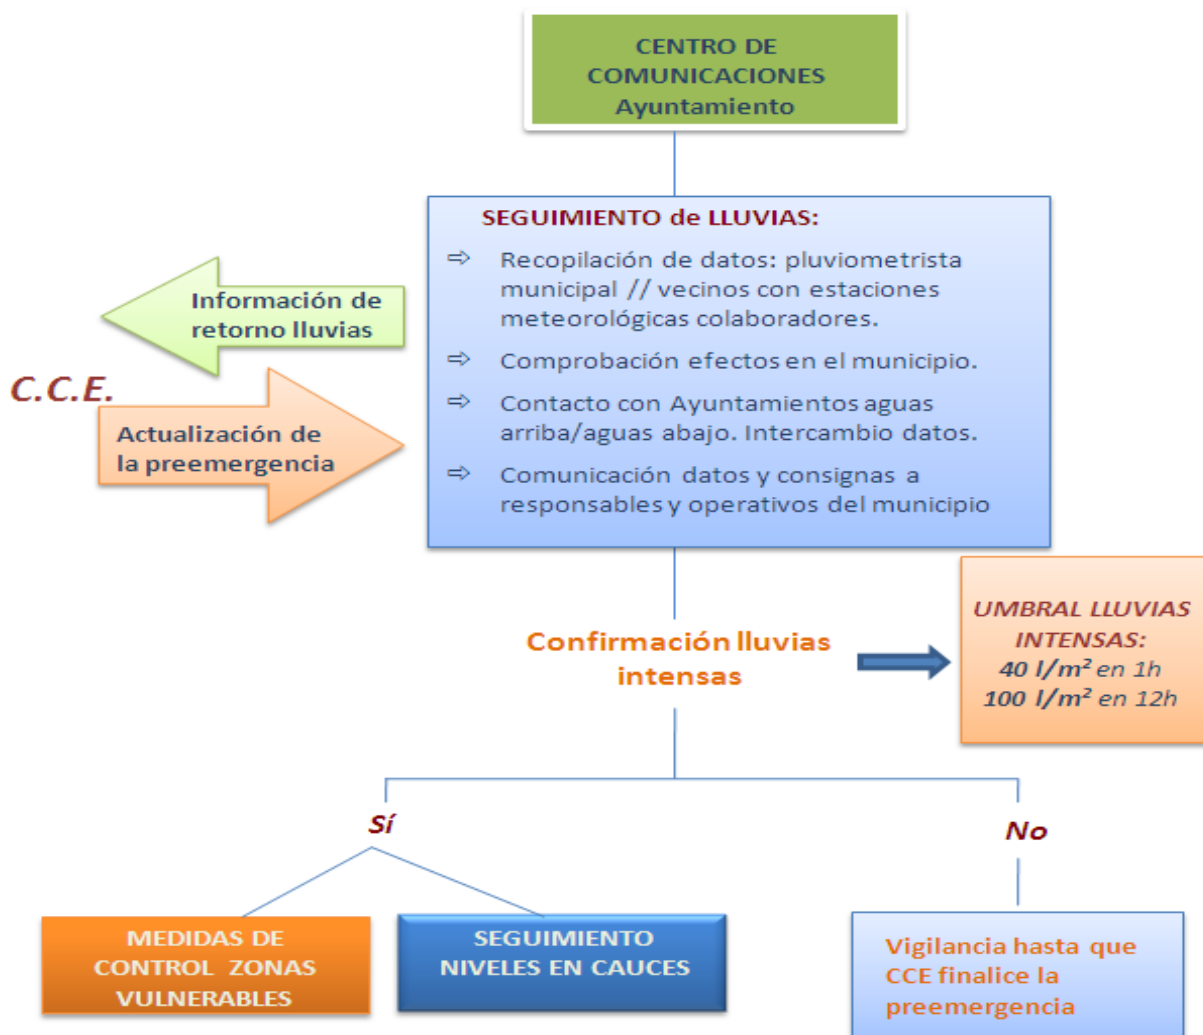 CENTRO DE
COMUNICACIONES
Ayuntamiento
SEGUIMIENTO de LLUVIAS:
⇨ Recopilación de datos: pluviometrista
municipal // vecinos con estaciones
meteorológicas colaboradores.
⇨ Comprobación efectos en el municipio.
⇨ Contacto con Ayuntamientos aguas
arriba/aguas abajo. Intercambio datos.
⇨ Comunicación datos y consignas a
responsables y operativos del municipio
Información de
retorno lluvias
C.C.E.
Actualización de
la preemergencia
Confirmación lluvias
intensas
UMBRAL LLUVIAS
INTENSAS:
40 l/m² en 1h
100 l/m² en 12h
Sí
No
MEDIDAS DE
CONTROL ZONAS
VULNERABLES
SEGUIMIENTO
NIVELES EN CAUCES
Vigilancia hasta que
CCE finalice la
preemergencia